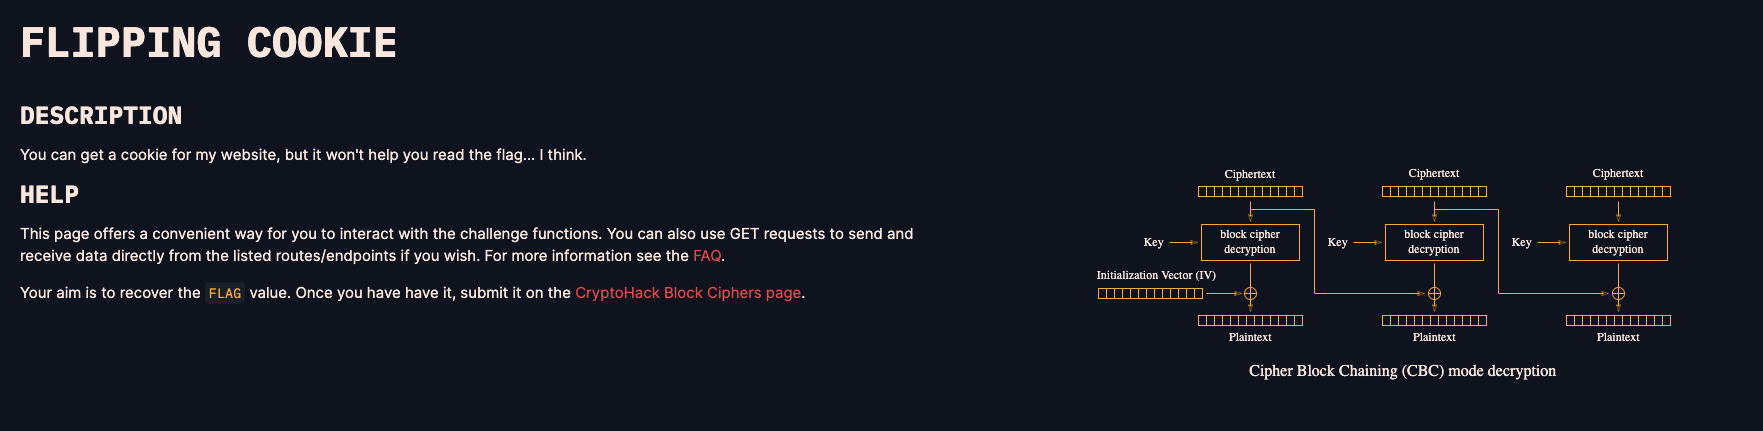 FLIPPING COOKIE
DESCRIPTION
You can get a cookie for my website, but it won't help you read the flag... I think.
HELP
This page offers a convenient way for you to interact with the challenge functions. You can also use GET requests to send and
receive data directly from the listed routes/endpoints if you wish. For more information see the FAQ.
Your aim is to recover the FLAG value. Once you have have it, submit it on the CryptoHack Block Ciphers page.
Ciphertext
Ciphertext
Ciphertext
Key
block cipher
decryption
Key
block cipher
decryption
Key
block cipher
decryption
Initialization Vector (IV)
Plaintext
Plaintext
Plaintext
Cipher Block Chaining (CBC) mode decryption